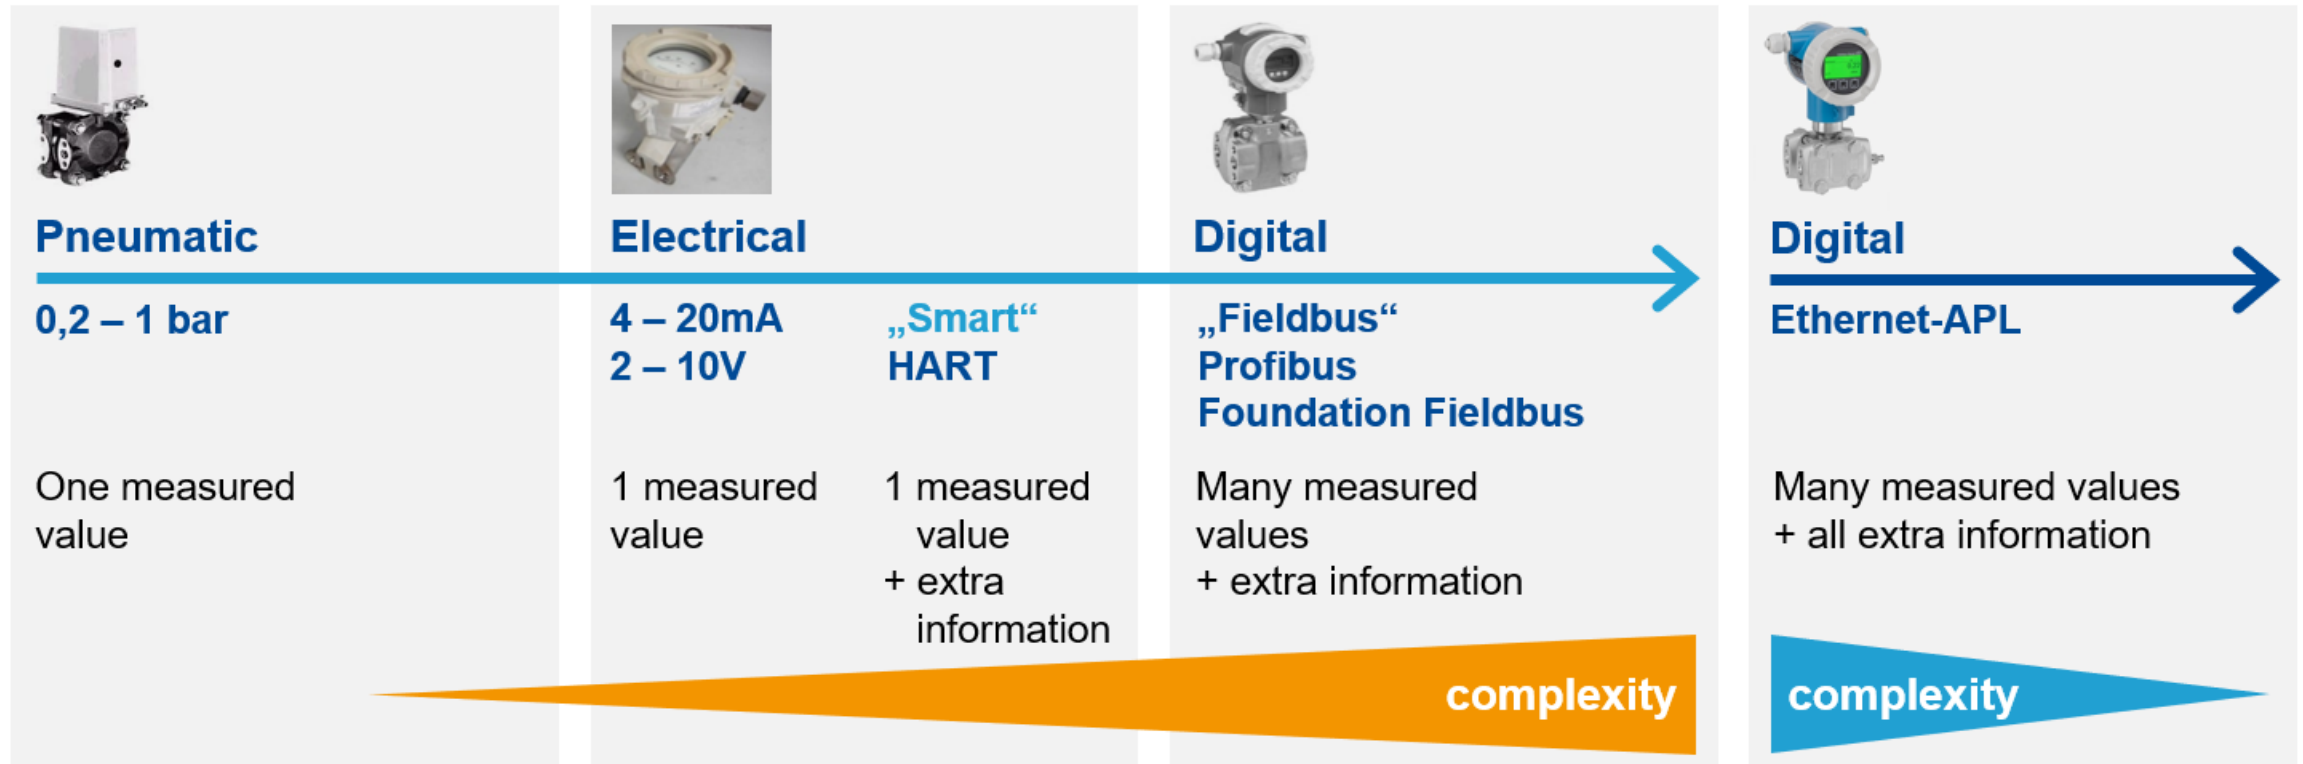 Pneumatic
0,2 – 1 bar
One measured
value
Electrical
4 – 20mA
2 – 10V
1 measured
value
„Smart“
HART
1 measured
value
+ extra
information
Digital
„Fieldbus“
Profibus
Foundation Fieldbus
Many measured
values
+ extra information
complexity
Digital
Ethernet-APL
Many measured values
+ all extra information
complexity